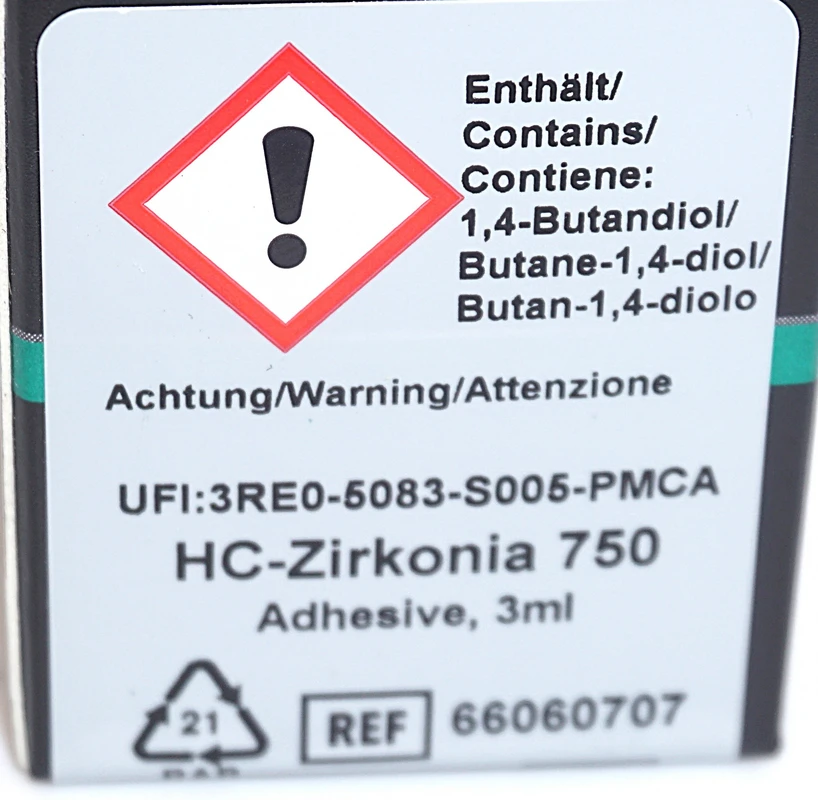 Enthält/
Contains/
Contiene:
1,4-Butandiol/
Butane-1,4-diol/
Butan-1,4-diolo
Achtung/Warning/Attenzione
UFI:3RE0-5083-S005-PMCA
HC-Zirkonia 750
Adhesive, 3ml
21
PAP
REF 66060707